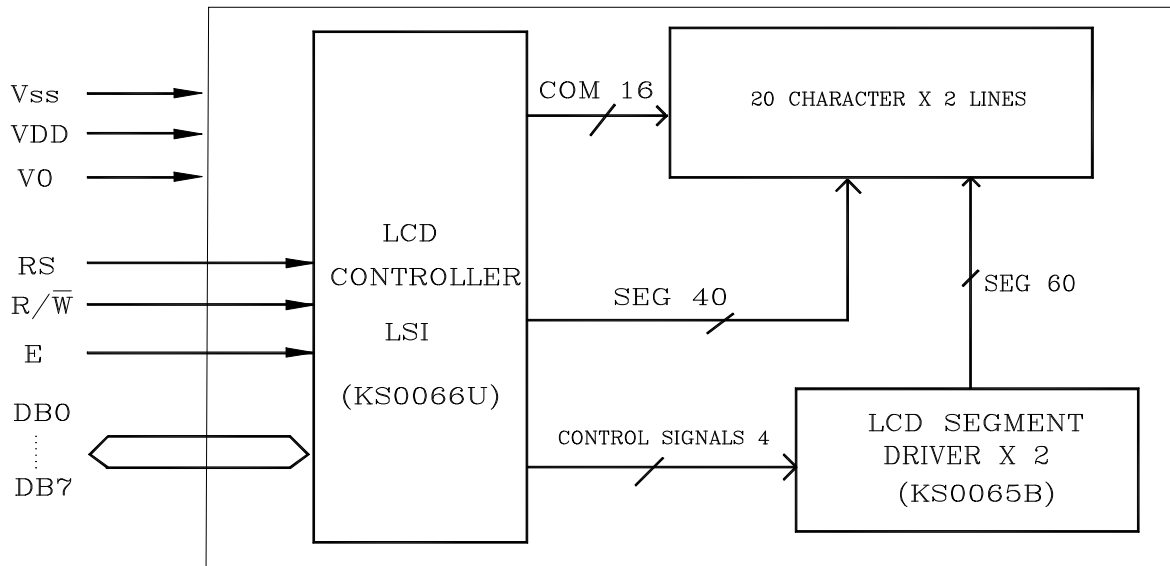 Vss
VDD
V0
RS
R/W̅
E
DB0
DB7
LCD
CONTROLLER
LSI
(KS0066U)
COM 16
SEG 40
CONTROL SIGNALS 4
20 CHARACTER X 2 LINES
SEG 60
LCD SEGMENT
DRIVER X 2
(KS0065B)